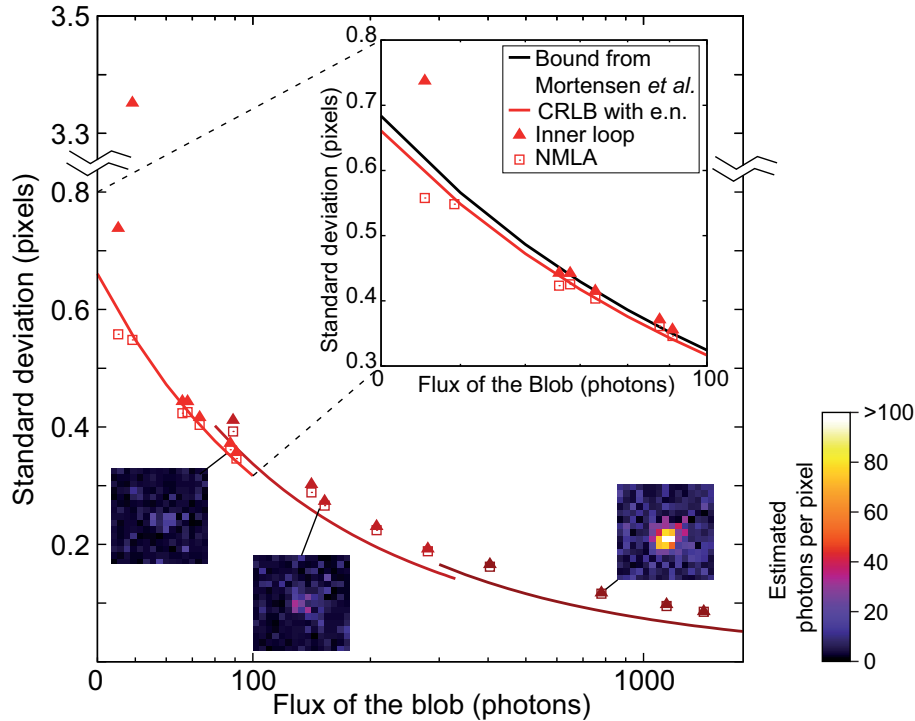 3.5
3.3
0.8
0.6
0.4
0.2
Standard deviation (pixels)
0
100
1000
Flux of the blob (photons)
0.8
0.7
0.6
0.5
0.4
0.3
Standard deviation (pixels)
0
100
Flux of the Blob (photons)
Bound from
Mortensen et al.
CRLB with e.n.
Inner loop
NMLA
>100
80
60
40
20
0
Estimated
photons per pixel